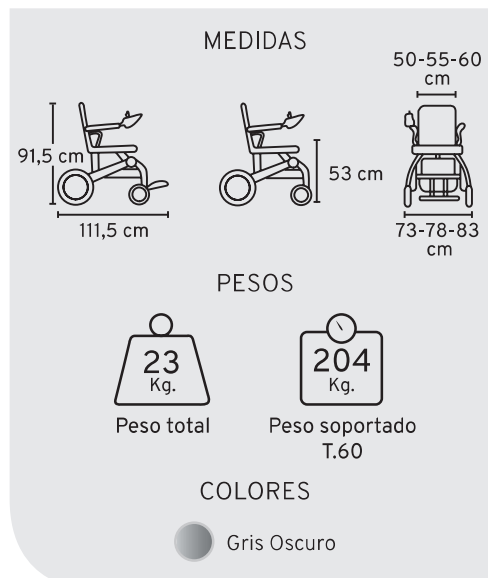 MEDIDAS
50-55-60
cm
91,5 cm
53 cm
111,5 cm
73-78-83
cm
PESOS
23
Kg.
204
Kg.
Peso total
Peso soportado
T.60
COLORES
Gris Oscuro